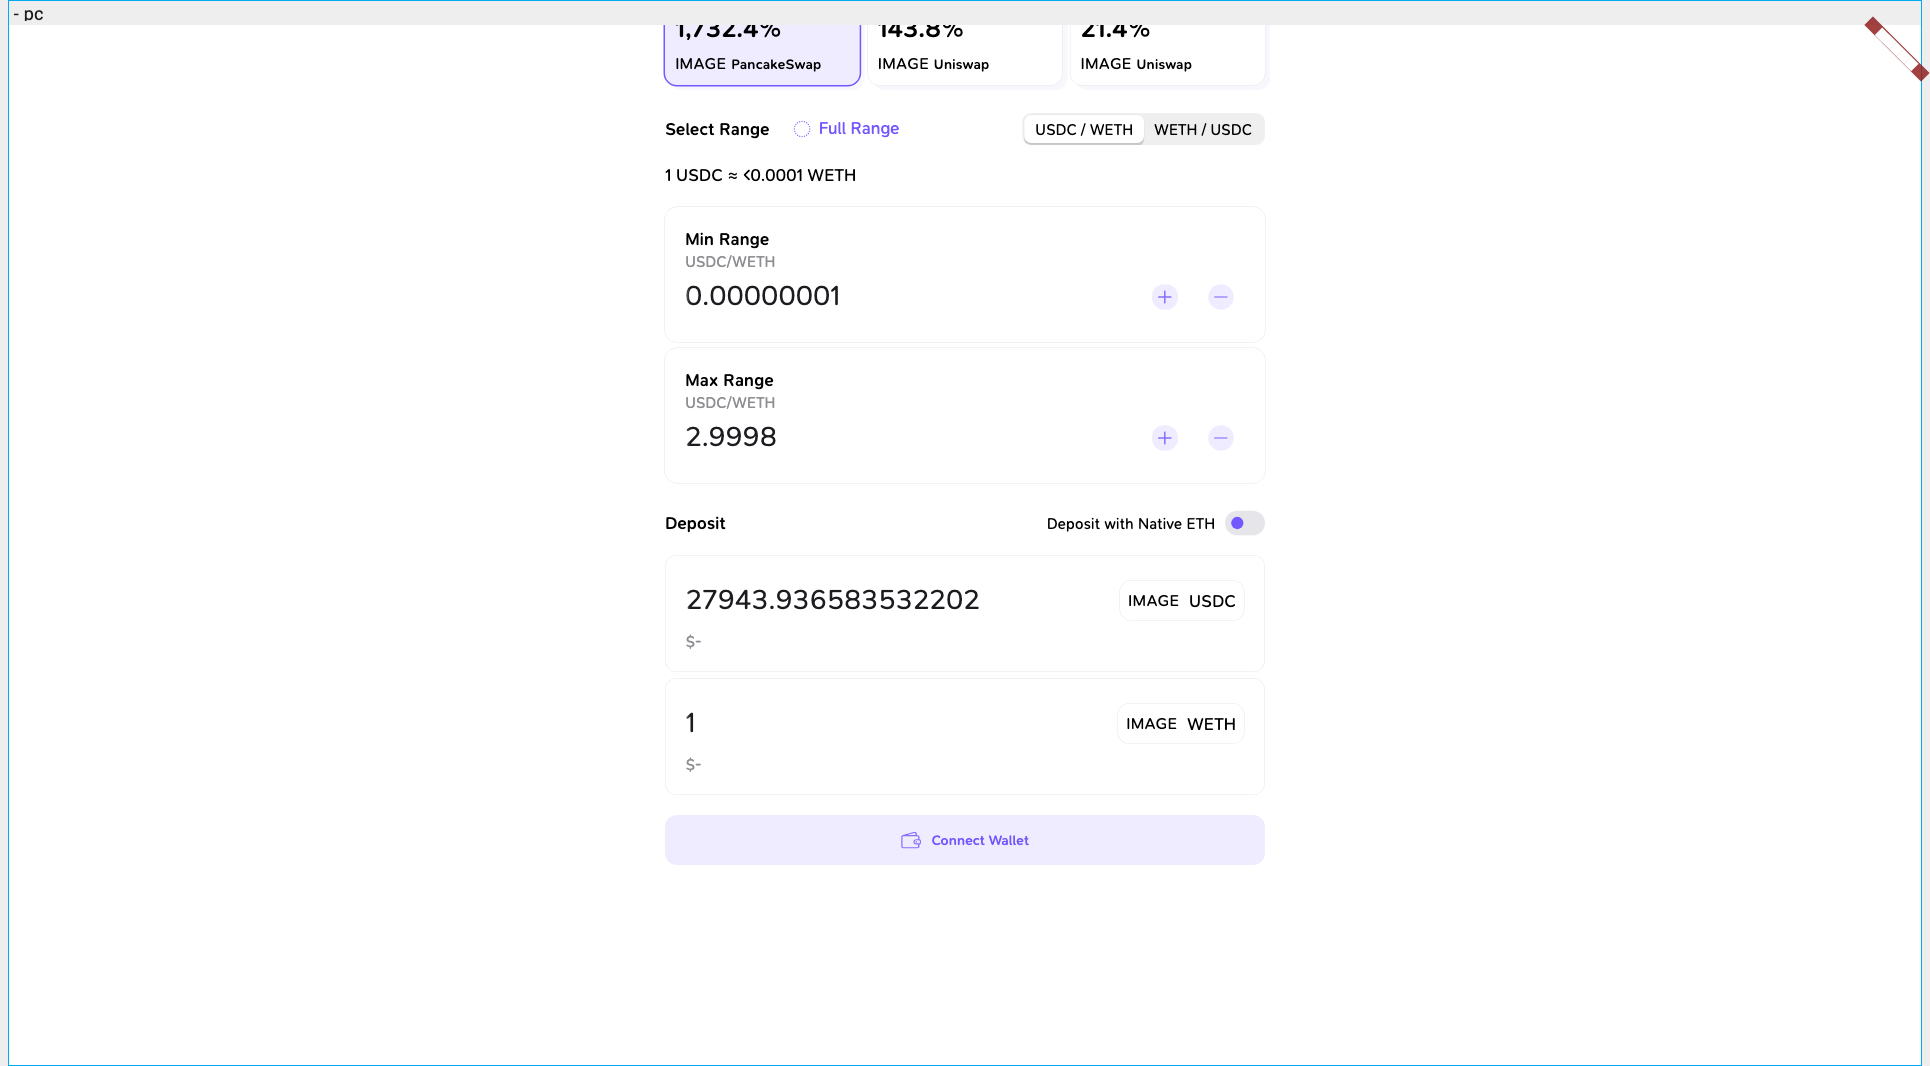 - pc
1,732.4% 143.8% 21.4%
IMAGE PancakeSwap IMAGE Uniswap IMAGE Uniswap
Select Range Full Range USDC / WETH WETH / USDC
1 USDC ≈ <0.0001 WETH
Min Range
USDC/WETH
0.00000001
Max Range
USDC/WETH
2.9998
Deposit Deposit with Native ETH
27943.936583532202 IMAGE USDC
$-
1 IMAGE WETH
$-
Connect Wallet